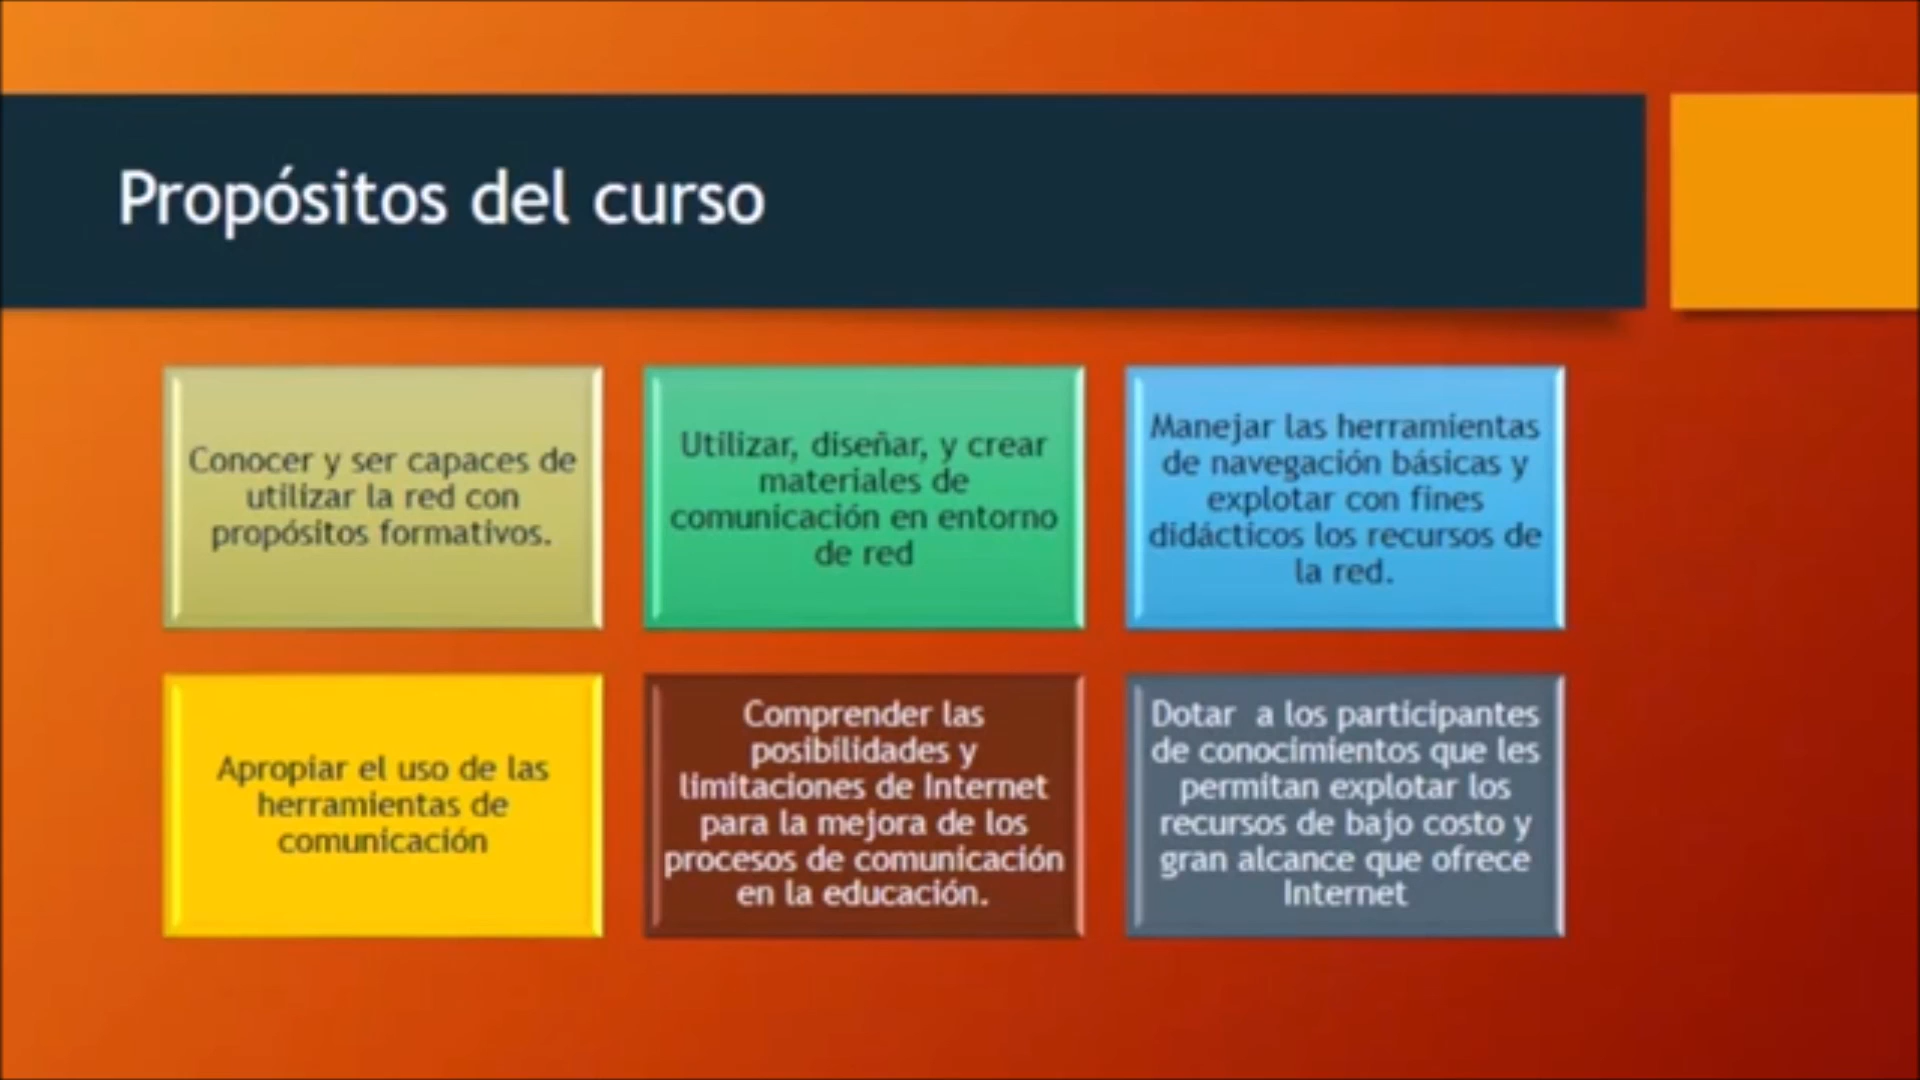 Propósitos del curso
Conocer y ser capaces de
utilizar la red con
propósitos formativos.
Utilizar, diseñar, y crear
materiales de
comunicación en entorno
de red
Manejar las herramientas
de navegación básicas y
explotar con fines
didácticos los recursos de
la red.
Apropiar el uso de las
herramientas de
comunicación
Comprender las
posibilidades y
limitaciones de Internet
para la mejora de los
procesos de comunicación
en la educación.
Dotar  a los participantes
de conocimientos que les
permitan explotar los
recursos de bajo costo y
gran alcance que ofrece
Internet